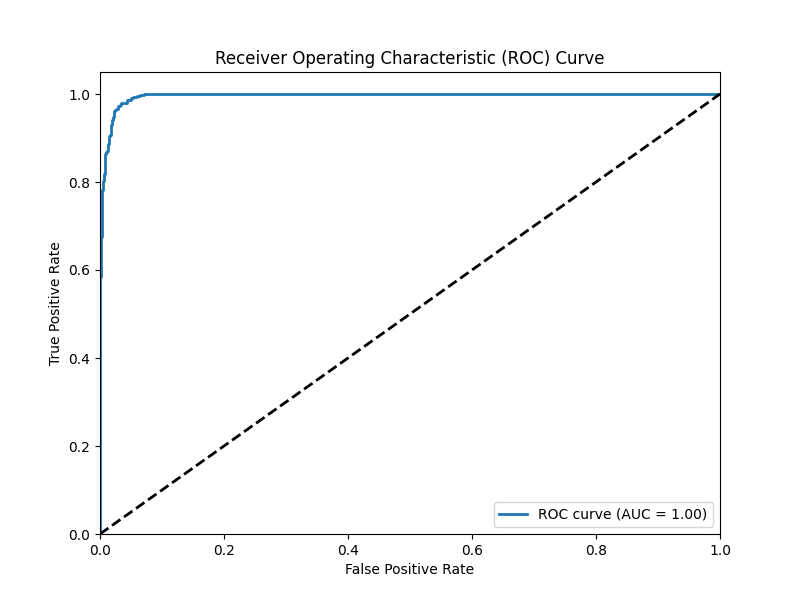 Receiver Operating Characteristic (ROC) Curve
1.0
0.8
0.6
0.4
0.2
0.0
True Positive Rate
ROC curve (AUC = 1.00)
0.0 0.2 0.4 0.6 0.8 1.0
False Positive Rate